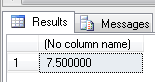 Results Messages
(No column name)
1 7.500000